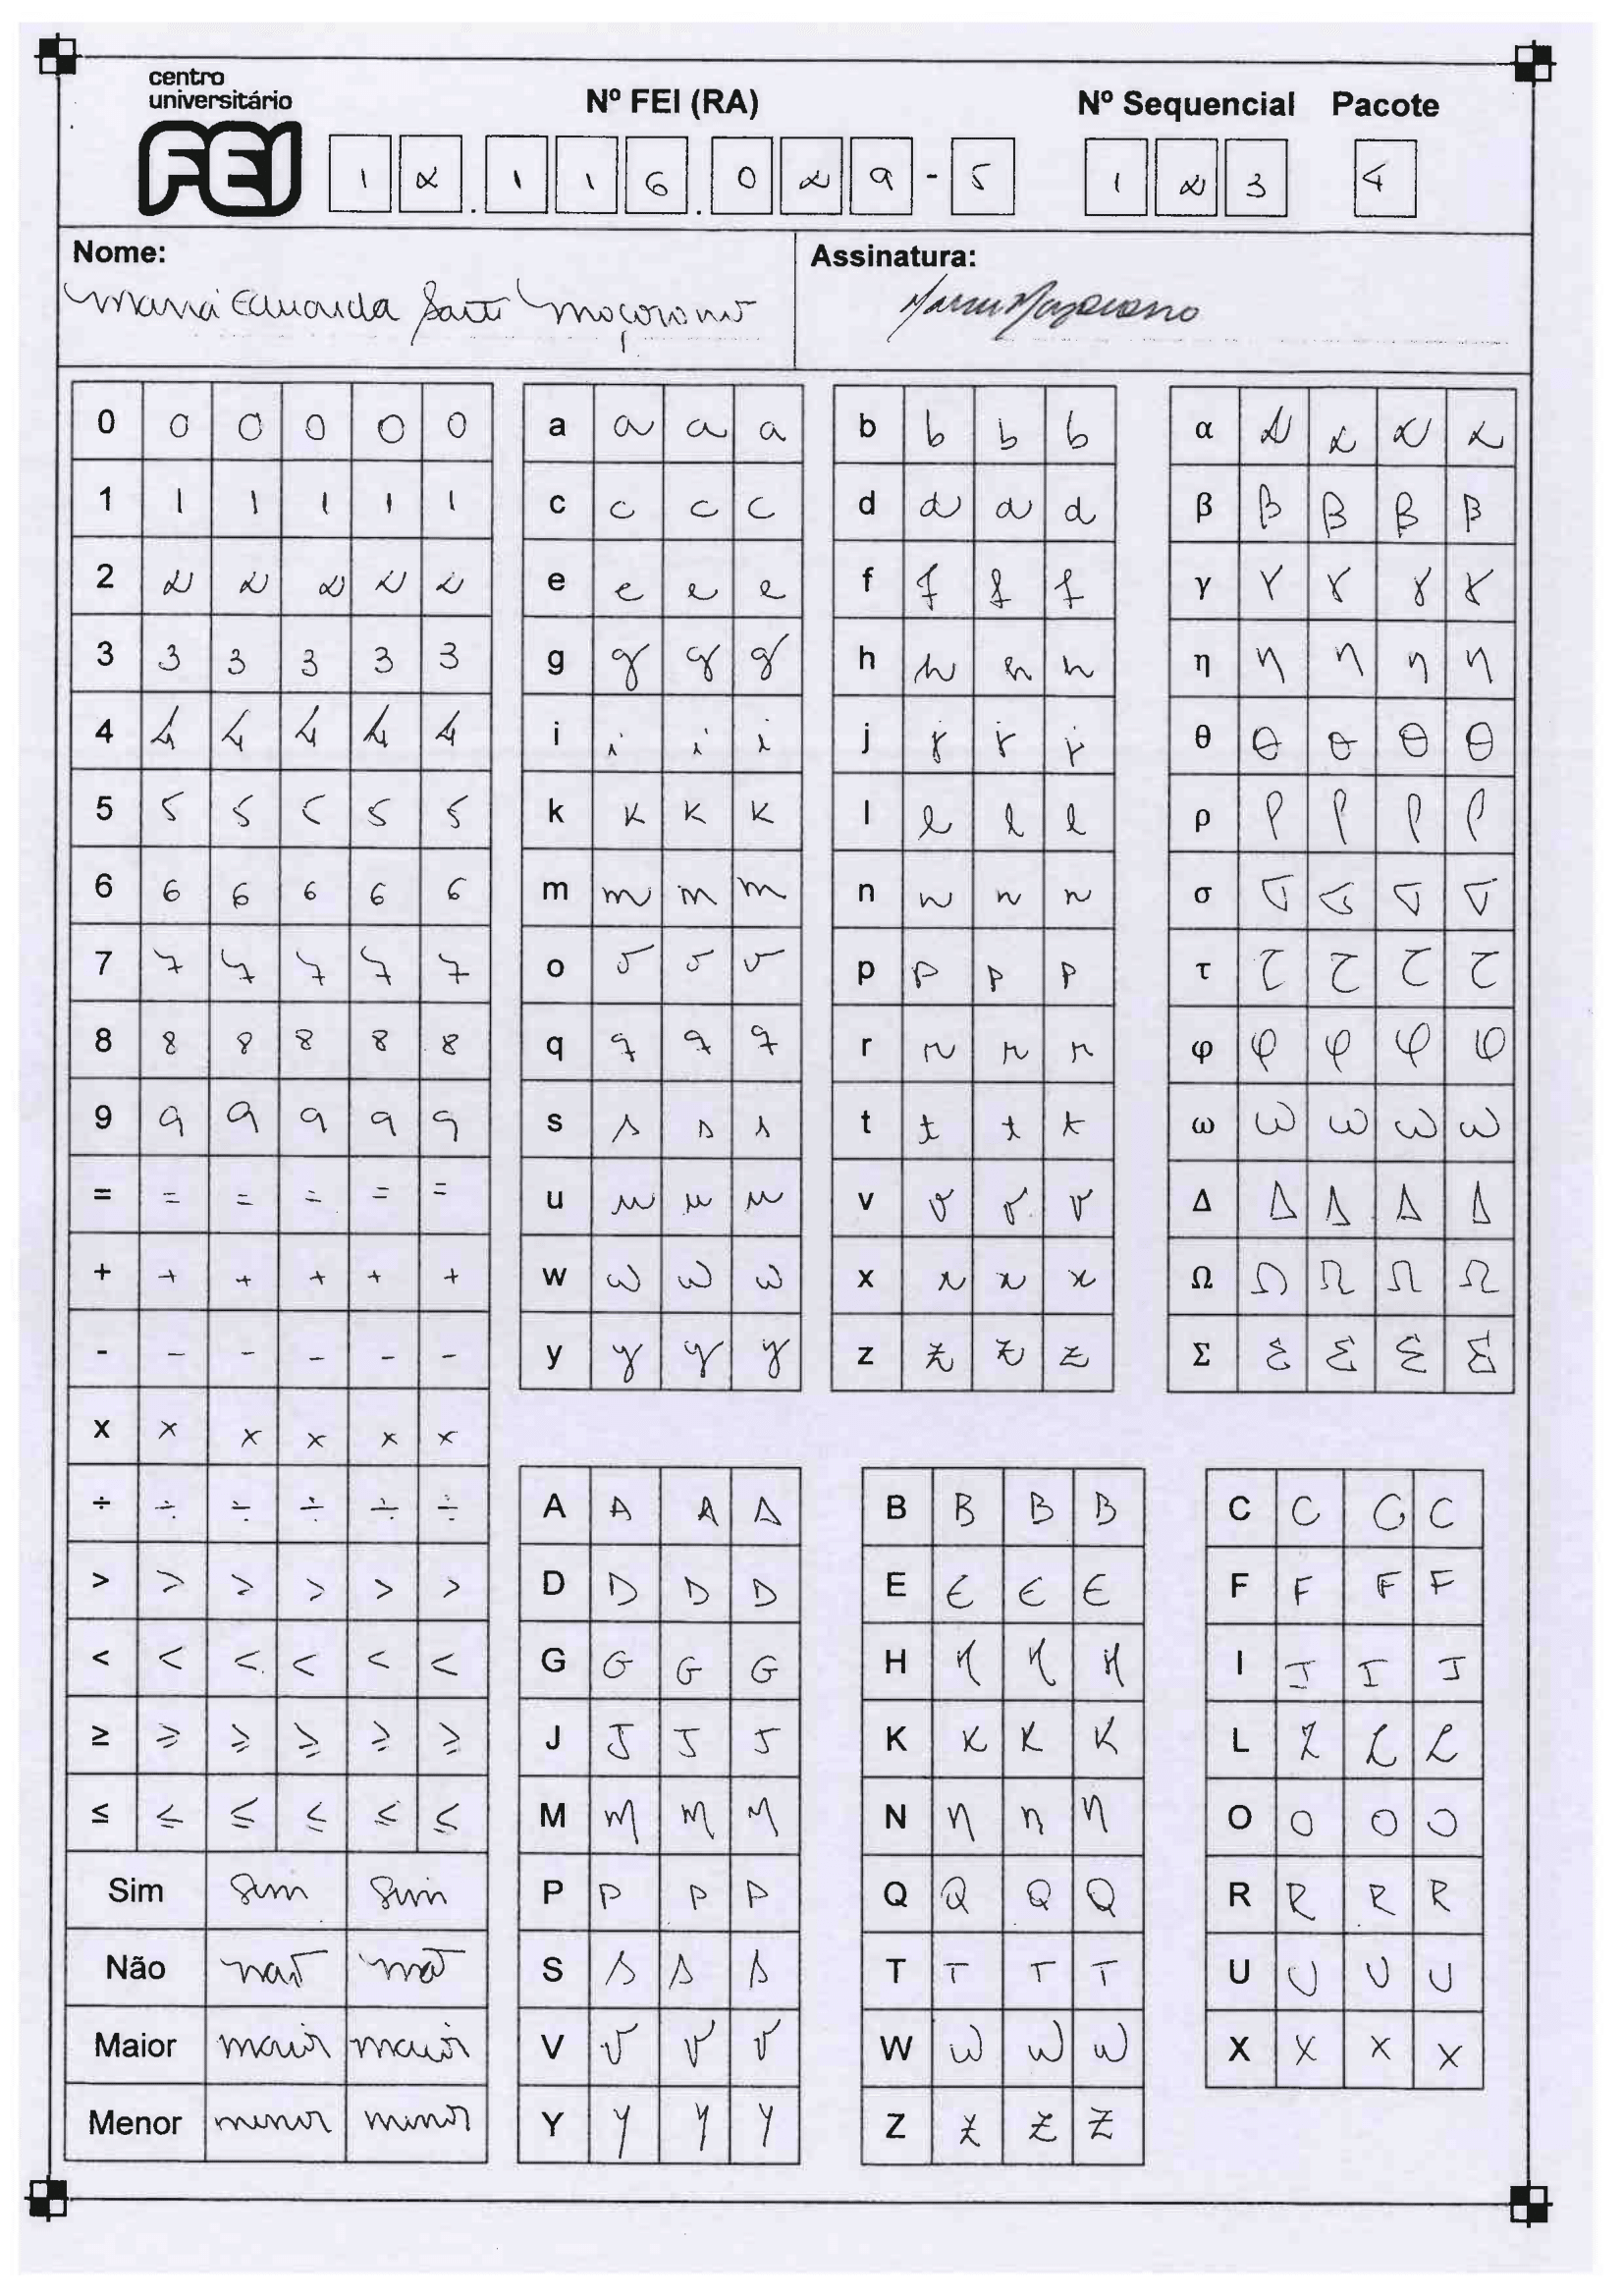 centro
universitário
FEI
Nº FEI (RA) Nº Sequencial Pacote
1 2 . 1 1 6 . 0 2 9 - 5 1 2 3 4
Nome: Assinatura:
Maria Eduarda
0 0 0 0 0 0 a a a a b b b b α α α α α
1 1 1 1 1 1 c c c c d d d d β β β β β
2 2 2 2 2 2 e e e e f f f f γ γ γ γ γ
3 3 3 3 3 3 g g g g h h h h η η η η η
4 4 4 4 4 4 i i i i j j j j θ θ θ θ θ
5 5 5 5 5 5 k k k k l l l l ρ ρ ρ ρ ρ
6 6 6 6 6 6 m m m m n n n n σ σ σ σ σ
7 7 7 7 7 7 o o o o p p p p τ τ τ τ τ
8 8 8 8 8 8 q q q q r r r r φ φ φ φ φ
9 9 9 9 9 9 s s s s t t t t ω ω ω ω ω
= = = = = = u u u u v v v v Δ Δ Δ Δ Δ
+ + + + + + w w w w x x x x Ω Ω Ω Ω Ω
- - - - - - y y y y z z z z Σ Σ Σ Σ Σ
x x x x x x
÷ ÷ ÷ ÷ ÷ ÷ A A A A B B B B C C C C
> > > > > > D D D D E E E E F F F F
< < < < < < G G G G H H H H I I I I
≥ ≥ ≥ ≥ ≥ ≥ J J J J K K K K L L L L
≤ ≤ ≤ ≤ ≤ ≤ M M M M N N N N O O O O
Sim Sim Sim P P P P Q Q Q Q R R R R
Não não não S S S S T T T T U U U U
Maior maior maior V V V V W W W W X X X X
Menor menor menor Y Y Y Y Z Z Z Z